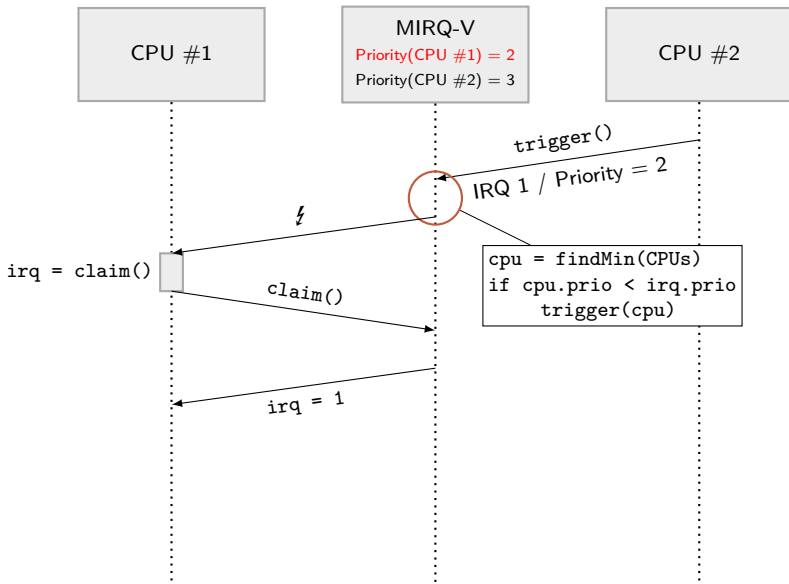 CPU #1
MIRQ-V
Priority(CPU #1) = 2
Priority(CPU #2) = 3
CPU #2
trigger()
IRQ 1 / Priority = 2
cpu = findMin(CPUs)
if cpu.prio < irq.prio
trigger(cpu)
irq = claim()
claim()
irq = 1